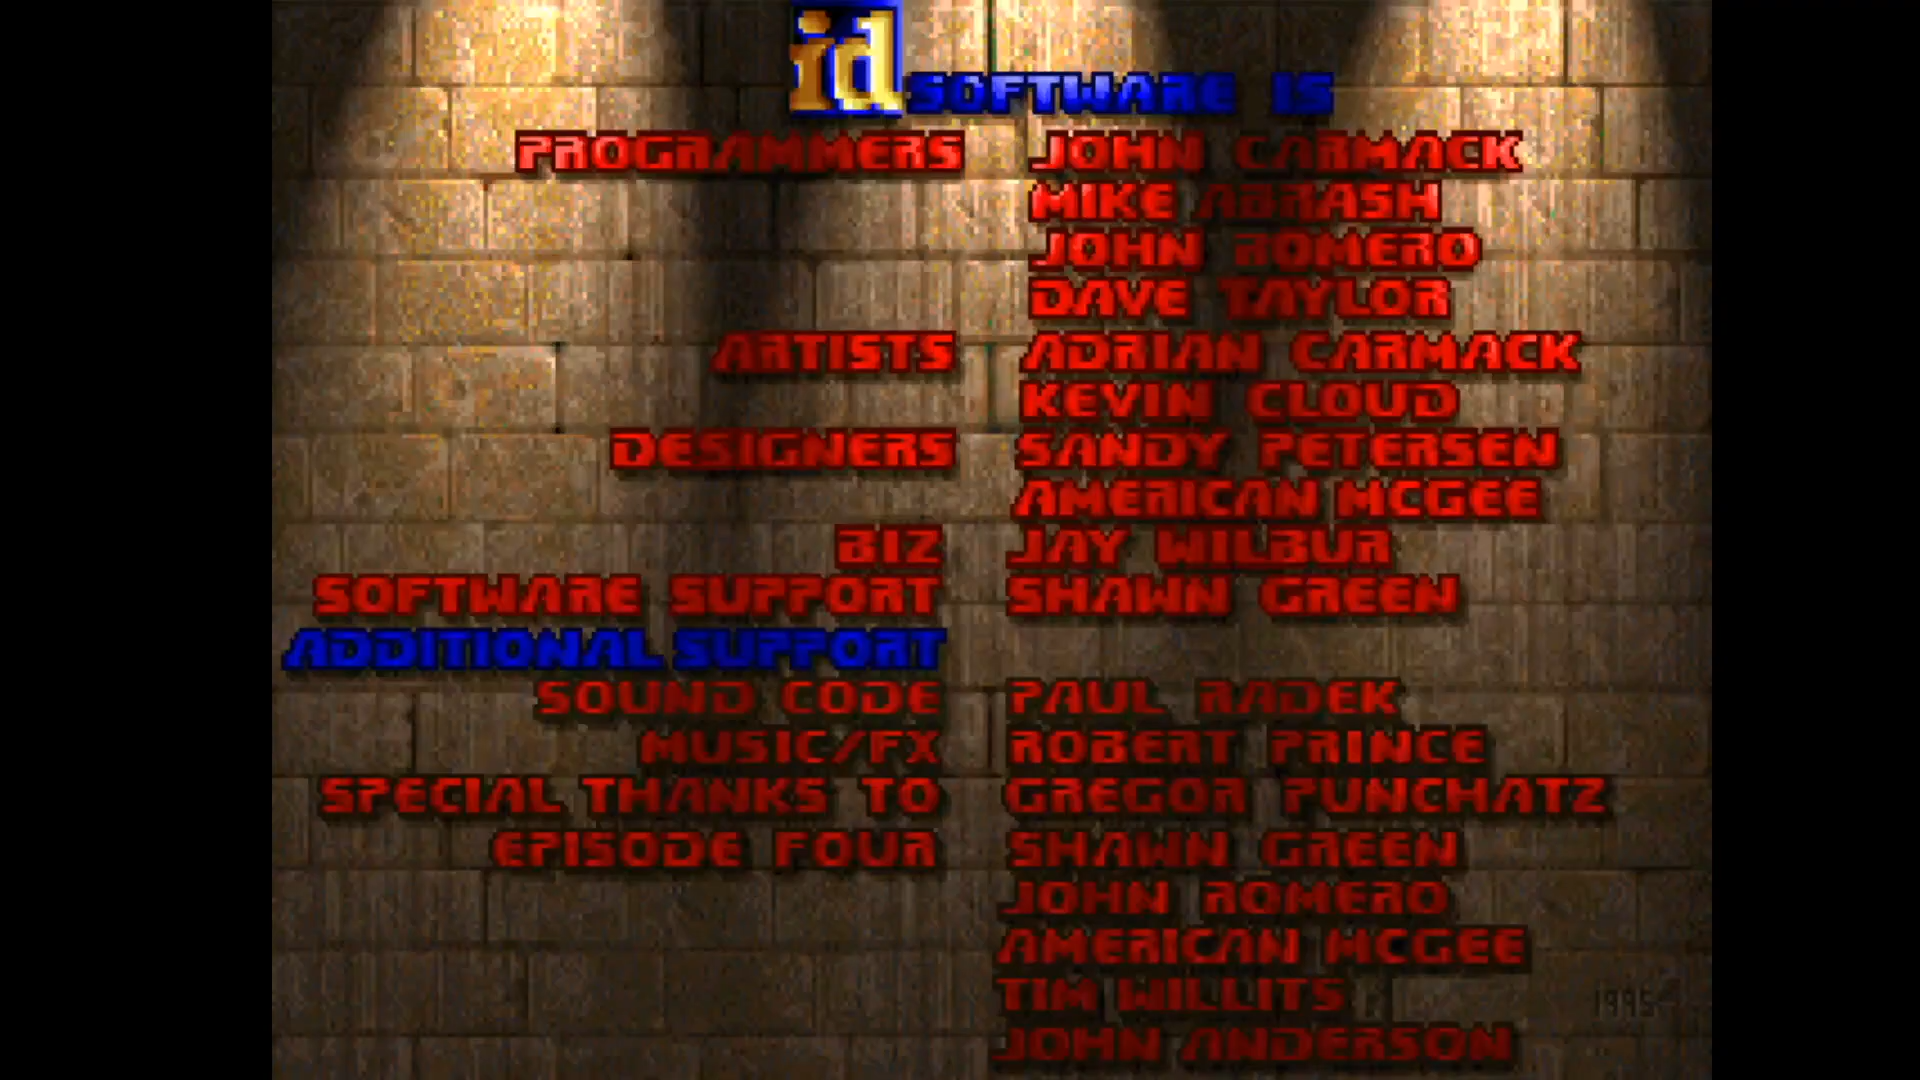 id SOFTWARE IS
PROGRAMMERS JOHN CARMACK
MIKE ABRASH
JOHN ROMERO
DAVE TAYLOR
ARTISTS ADRIAN CARMACK
KEVIN CLOUD
DESIGNERS SANDY PETERSEN
AMERICAN MCGEE
BIZ JAY WILBUR
SOFTWARE SUPPORT SHAWN GREEN
ADDITIONAL SUPPORT
SOUND CODE PAUL RADEK
MUSIC/FX ROBERT PRINCE
SPECIAL THANKS TO GREGOR PUNCHATZ
EPISODE FOUR SHAWN GREEN
JOHN ROMERO
AMERICAN MCGEE
TIM WILLITS
1995
JOHN ANDERSON